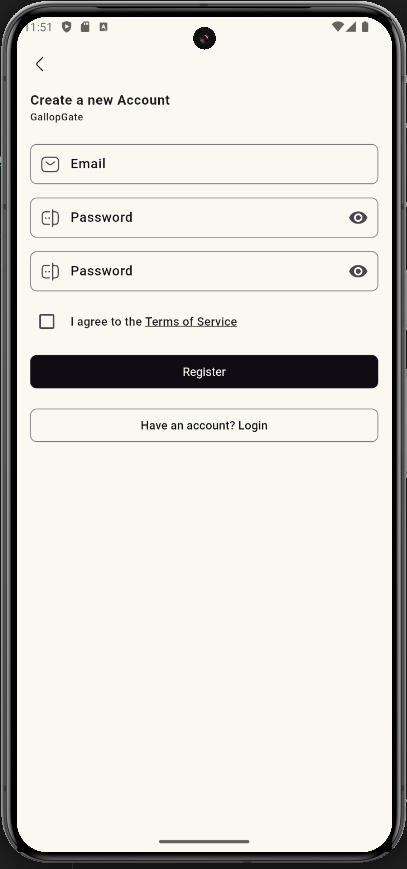 11:51
Create a new Account
GallopGate
Email
Password
Password
I agree to the Terms of Service
Register
Have an account? Login